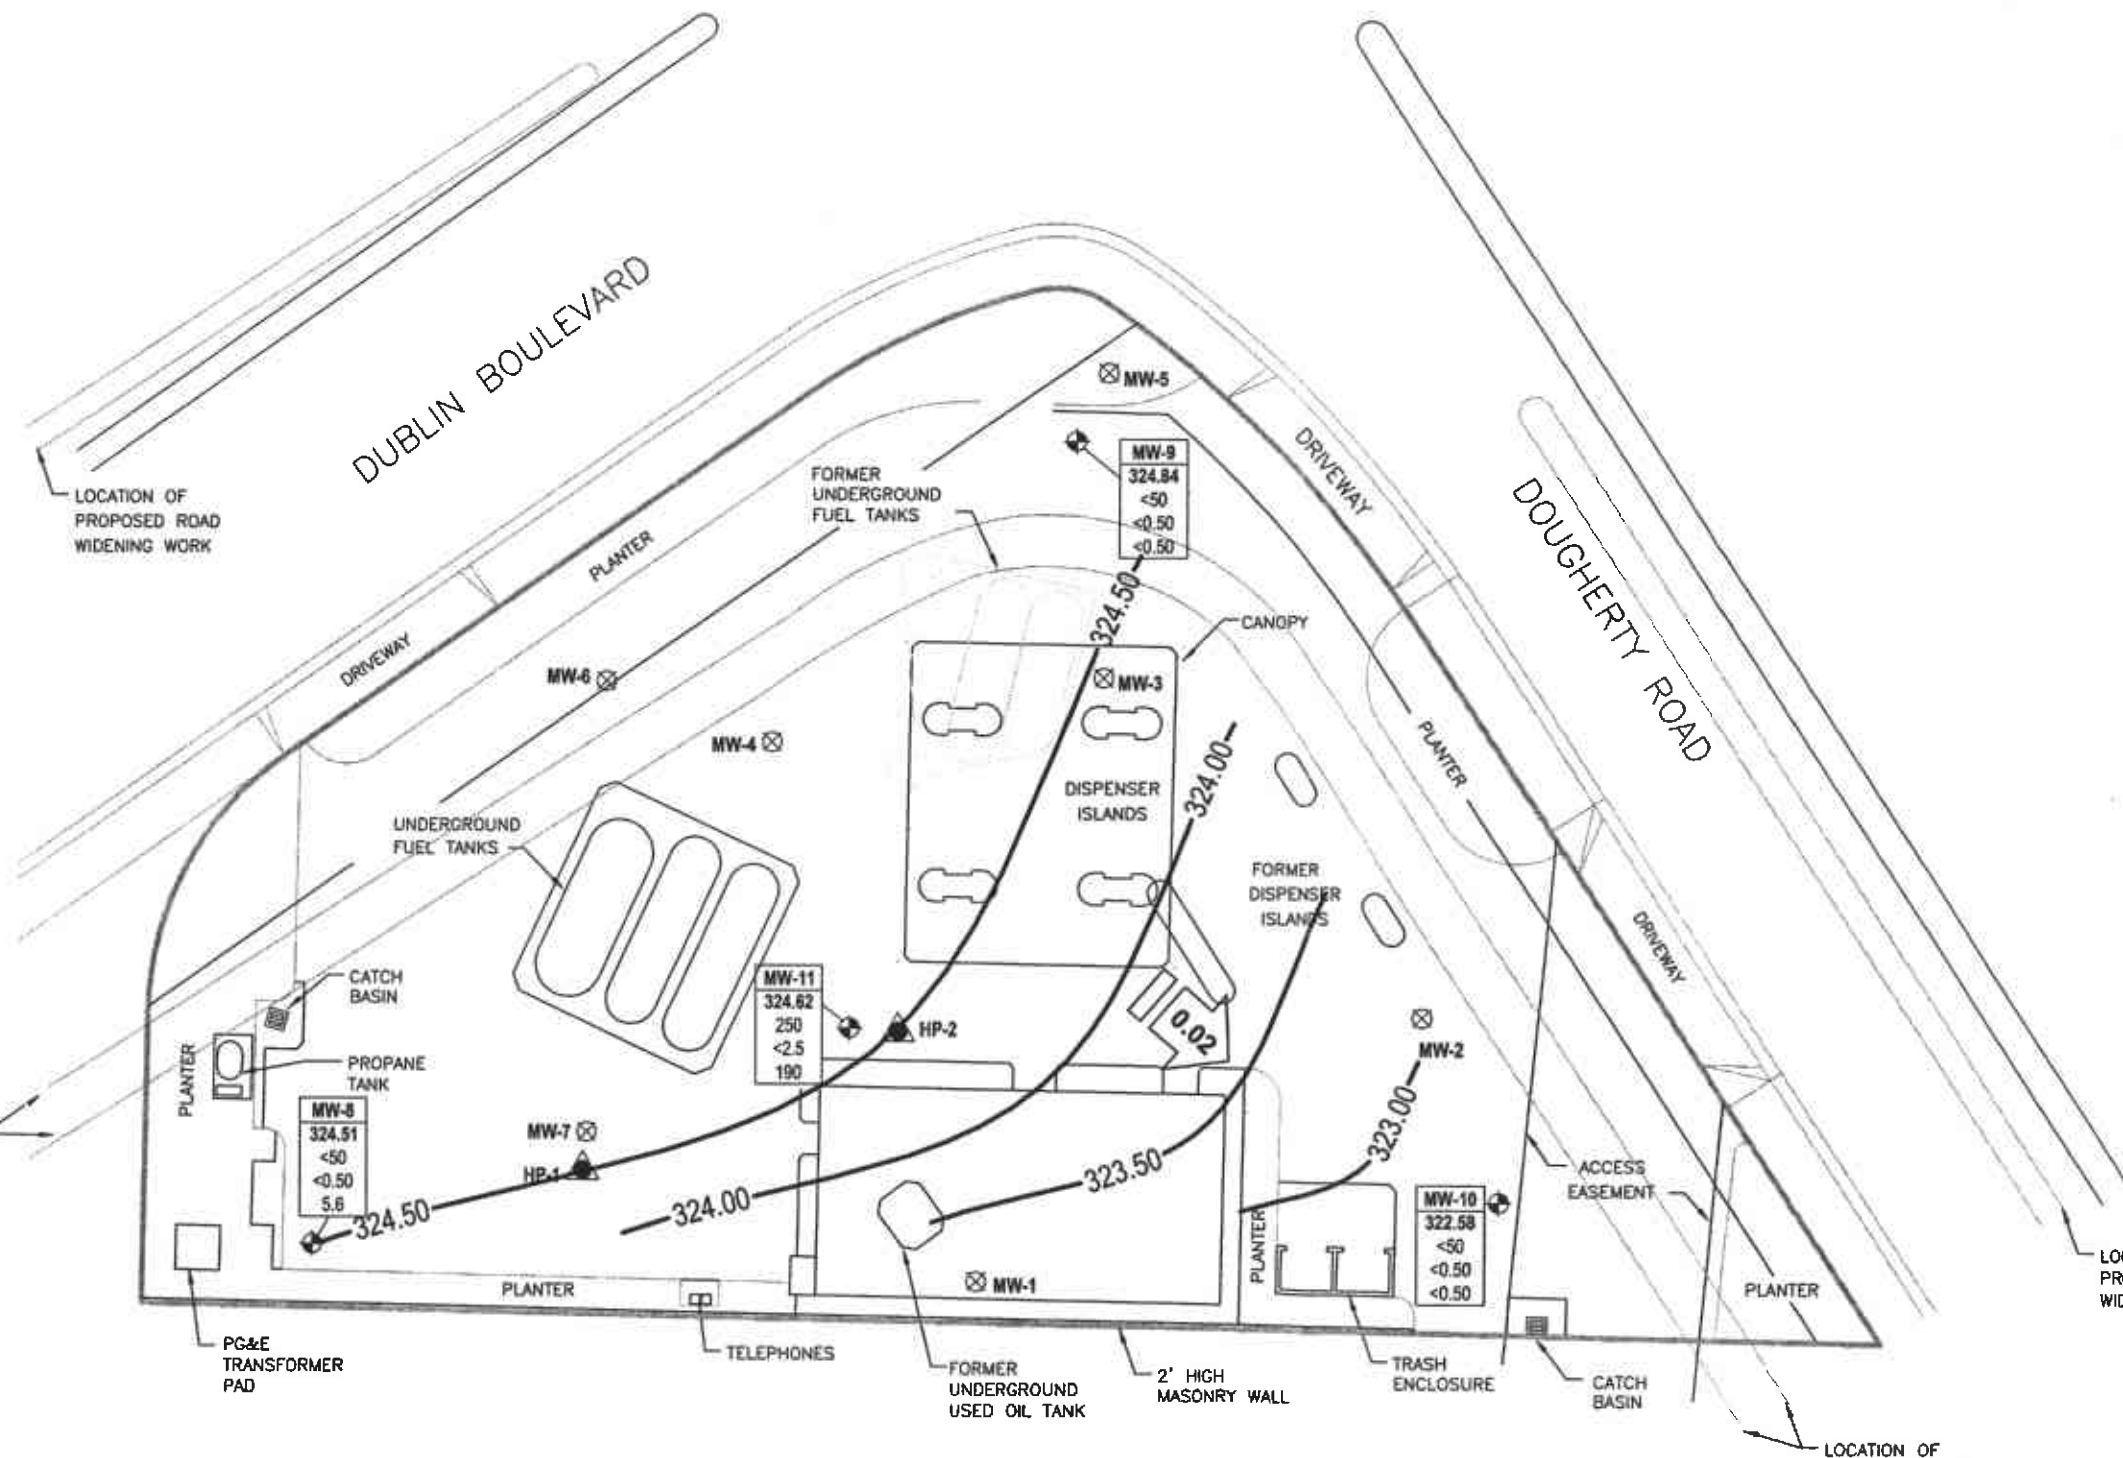 DUBLIN BOULEVARD
LOCATION OF
PROPOSED ROAD
WIDENING WORK
MW-5
DRIVEWAY
DOUGHERTY ROAD
MW-9
324.84
<50
<0.50
<0.50
FORMER
UNDERGROUND
FUEL TANKS
PLANTER
324.50
CANOPY
DRIVEWAY
MW-6
MW-3
MW-4
PLANTER
324.00
DISPENSER
ISLANDS
UNDERGROUND
FUEL TANKS
FORMER
DISPENSER
ISLANDS
DRIVEWAY
CATCH
BASIN
MW-11
324.62
250
<2.5
190
HP-2
0.02
MW-2
PLANTER
PROPANE
TANK
MW-8
324.51
<50
<0.50
5.6
MW-7
HP-1
324.50
324.00
323.50
323.00
ACCESS
EASEMENT
MW-10
322.58
<50
<0.50
<0.50
PLANTER
PLANTER
MW-1
PLANTER
LO
PR
WI
PG&E
TRANSFORMER
PAD
TELEPHONES
FORMER
UNDERGROUND
USED OIL TANK
2' HIGH
MASONRY WALL
TRASH
ENCLOSURE
CATCH
BASIN
LOCATION OF